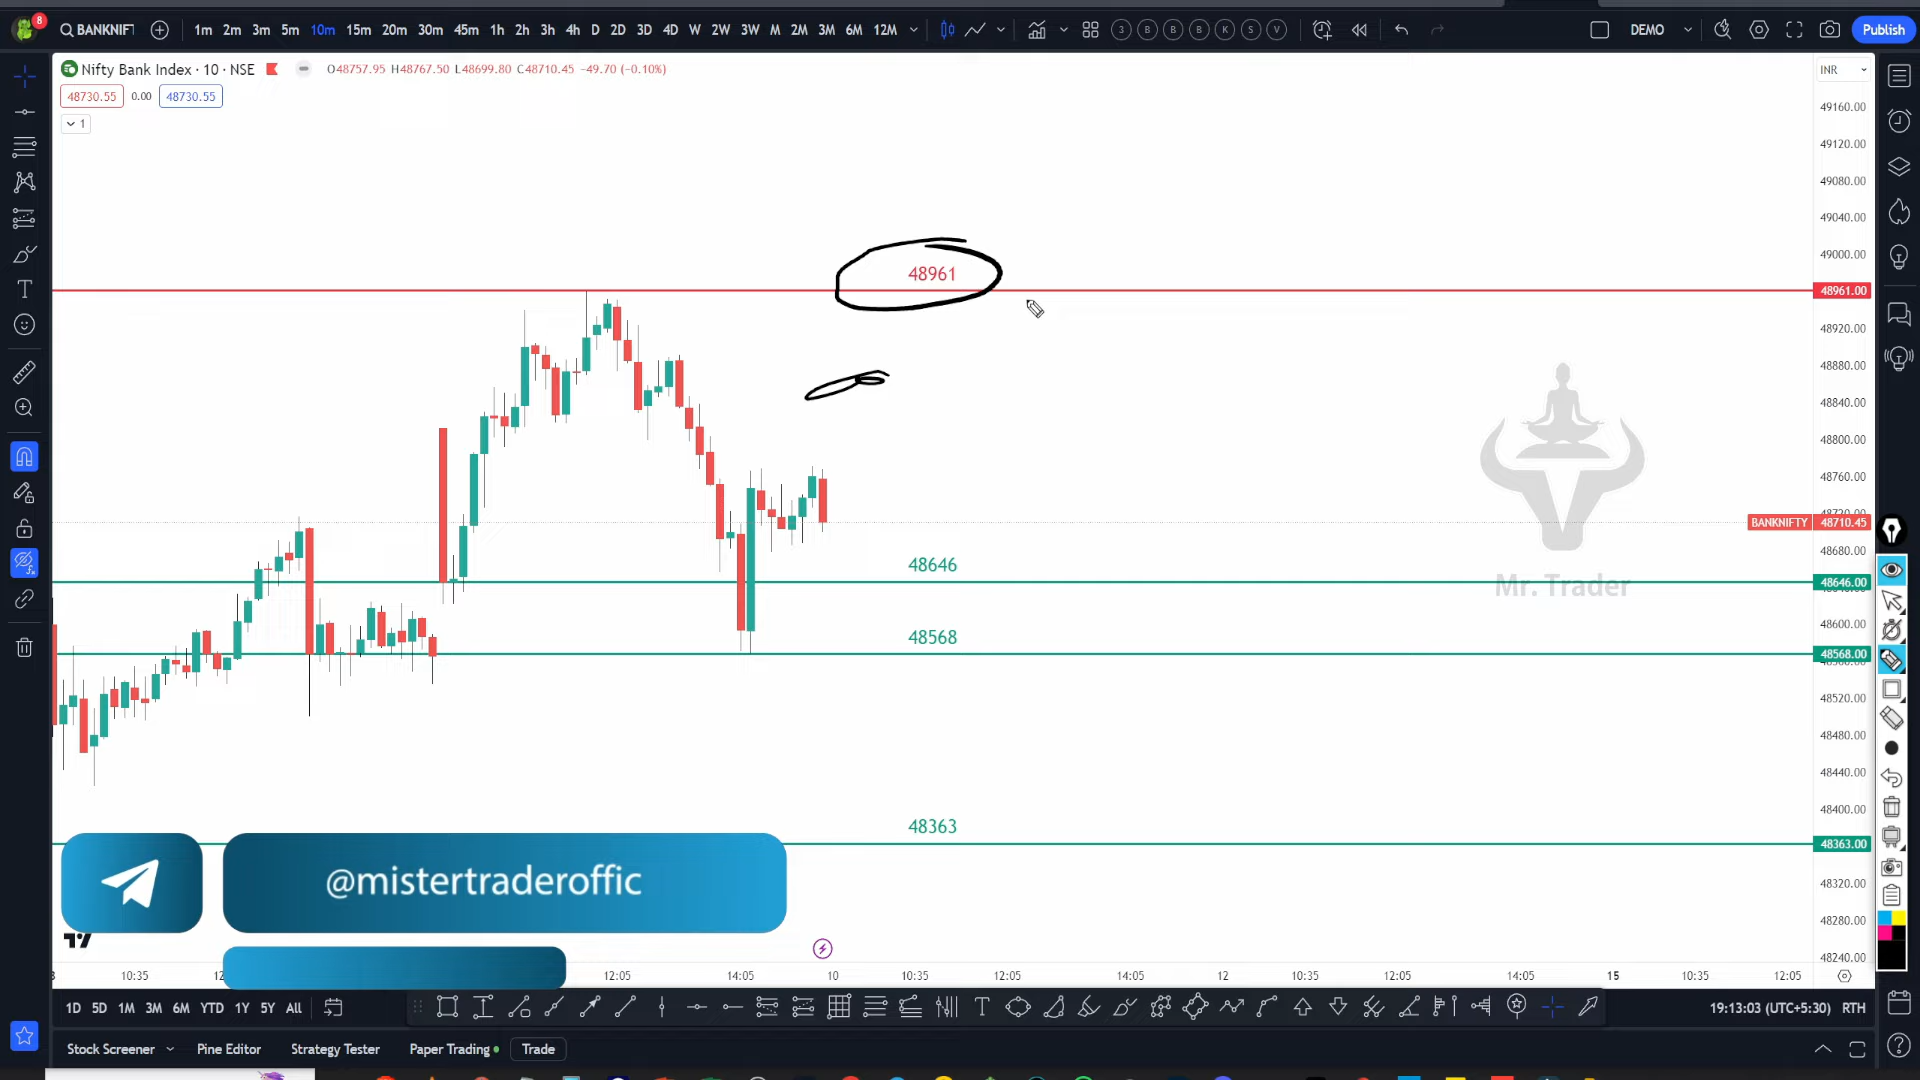 8
BANKNIFT
1m 2m 3m 5m 10m 15m 20m 30m 45m 1h 2h 3h 4h D 2D 3D 4D W 2W 3W M 2M 3M 6M 12M
3 B B B K S V
DEMO
Publish
Nifty Bank Index · 10 · NSE
O48757.95 H48767.50 L48699.80 C48710.45 −49.70 (−0.10%)
INR
48730.55 0.00 48730.55
1
49160.00
49120.00
49080.00
49040.00
49000.00
48961
48961.00
48920.00
48880.00
48840.00
48800.00
48760.00
48720.00
BANKNIFTY 48710.45
48680.00
48646
48646.00
Mr. Trader
48600.00
48568
48568.00
48520.00
48480.00
48440.00
48400.00
48363
48363.00
@mistertraderoffic
48320.00
48280.00
48240.00
10:35 12:05 14:05 10 10:35 12:05 14:05 12 10:35 12:05 14:05 15 10:35 12:05
1D 5D 1M 3M 6M YTD 1Y 5Y All
19:13:03 (UTC+5:30) RTH
Stock Screener Pine Editor Strategy Tester Paper Trading Trade